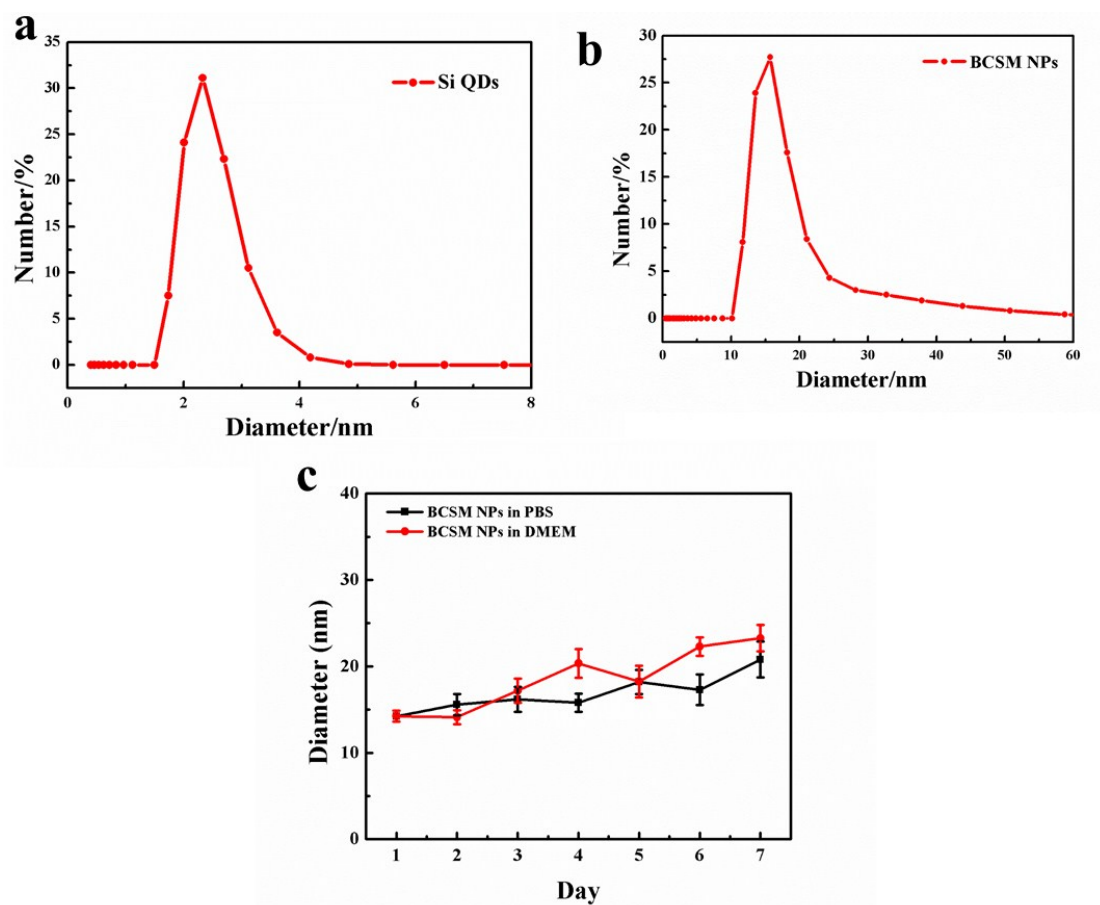 a
35
30
25
20
15
10
5
0
Number/%
Si QDs
0 2 4 6 8
Diameter/nm
b
30
25
20
15
10
5
0
Number/%
BCSM NPs
0 10 20 30 40 50 60
Diameter/nm
c
40
30
20
10
0
Diameter (nm)
BCSM NPs in PBS
BCSM NPs in DMEM
1 2 3 4 5 6 7
Day